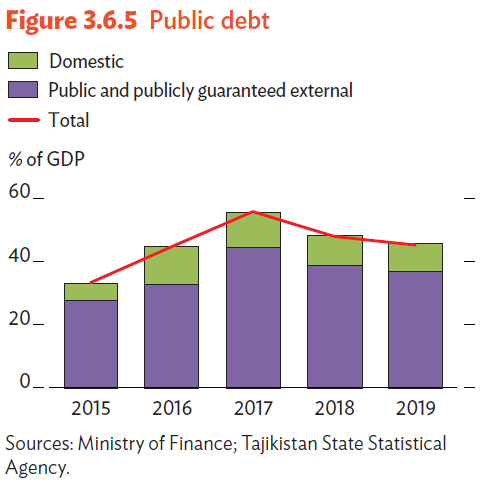 Figure 3.6.5 Public debt
Domestic
Public and publicly guaranteed external
Total
% of GDP
60
40
20
0
2015 2016 2017 2018 2019
Sources: Ministry of Finance; Tajikistan State Statistical
Agency.